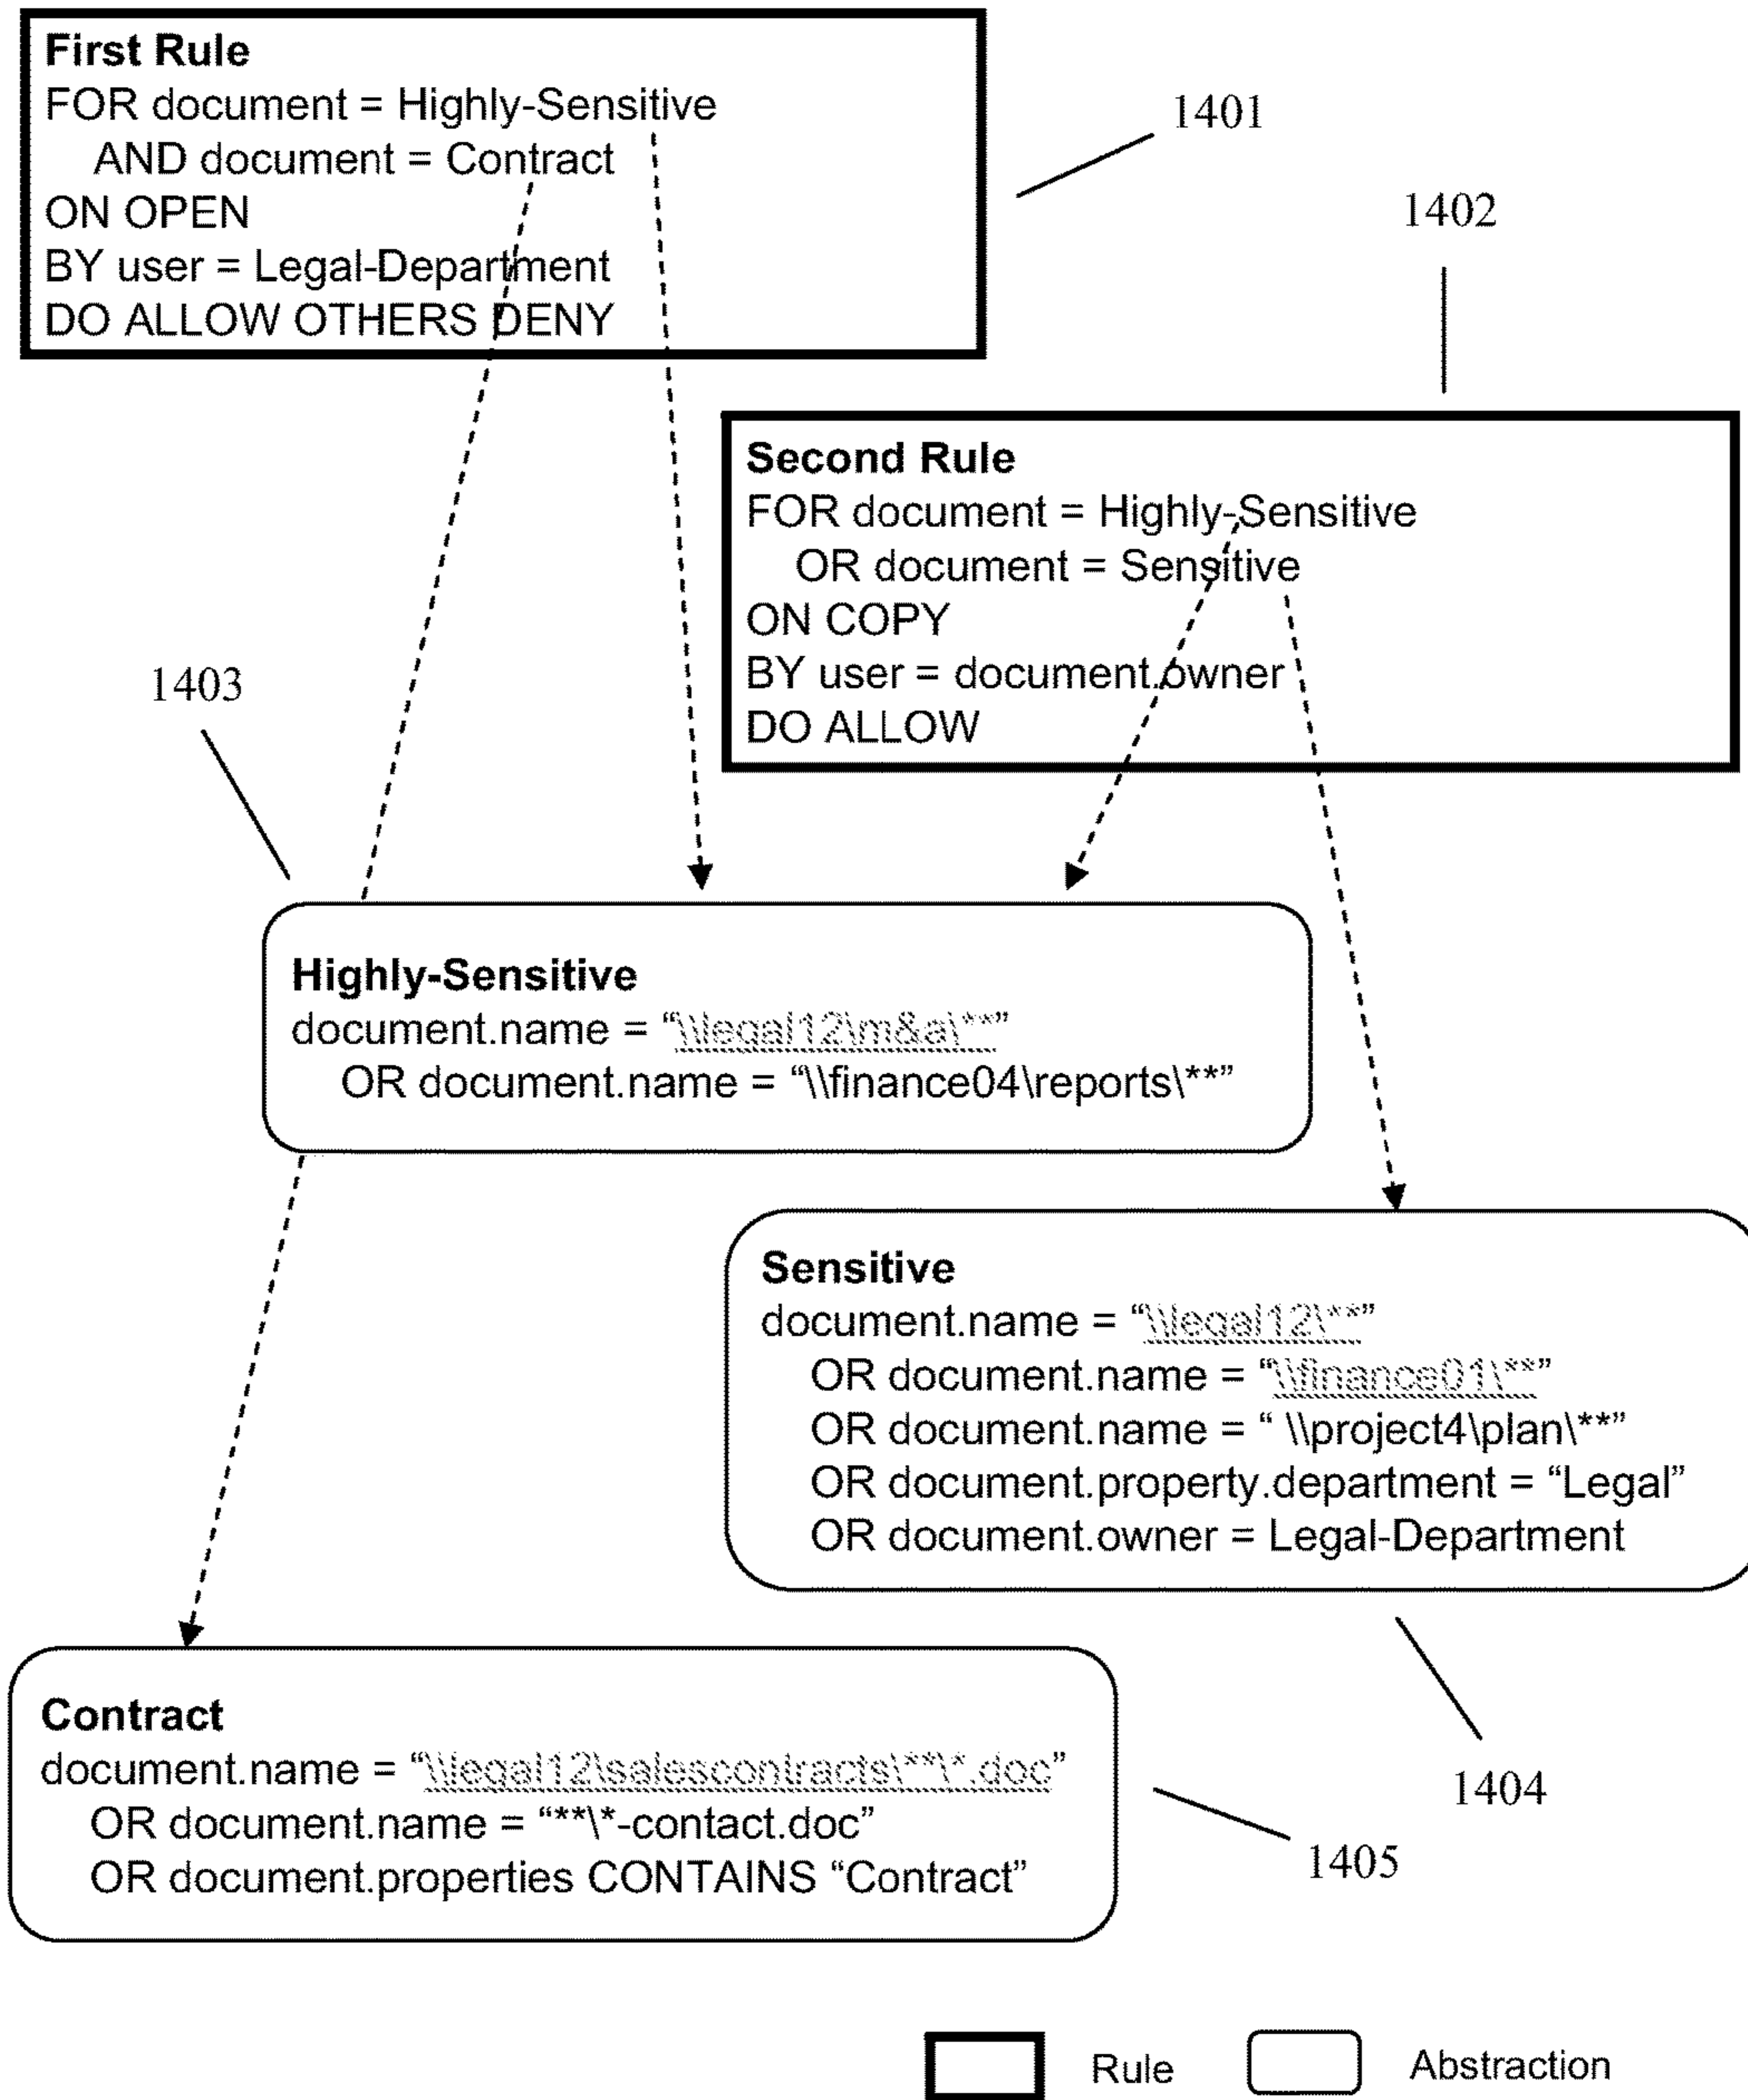 First Rule
FOR document = Highly-Sensitive
AND document = Contract
ON OPEN
BY user = Legal-Department
DO ALLOW OTHERS DENY
1401
1402
Second Rule
FOR document = Highly-Sensitive
OR document = Sensitive
ON COPY
BY user = document.owner
DO ALLOW
1403
Highly-Sensitive
document.name = “\\legal12\m&a\**”
OR document.name = “\\finance04\reports\**”
Sensitive
document.name = “\\legal12\**”
OR document.name = “\\finance01\**”
OR document.name = “ \\project4\plan\**”
OR document.property.department = “Legal”
OR document.owner = Legal-Department
1404
Contract
document.name = “\\legal12\salescontracts\**\*.doc”
OR document.name = “**\*-contact.doc”
OR document.properties CONTAINS “Contract”
1405
Rule
Abstraction